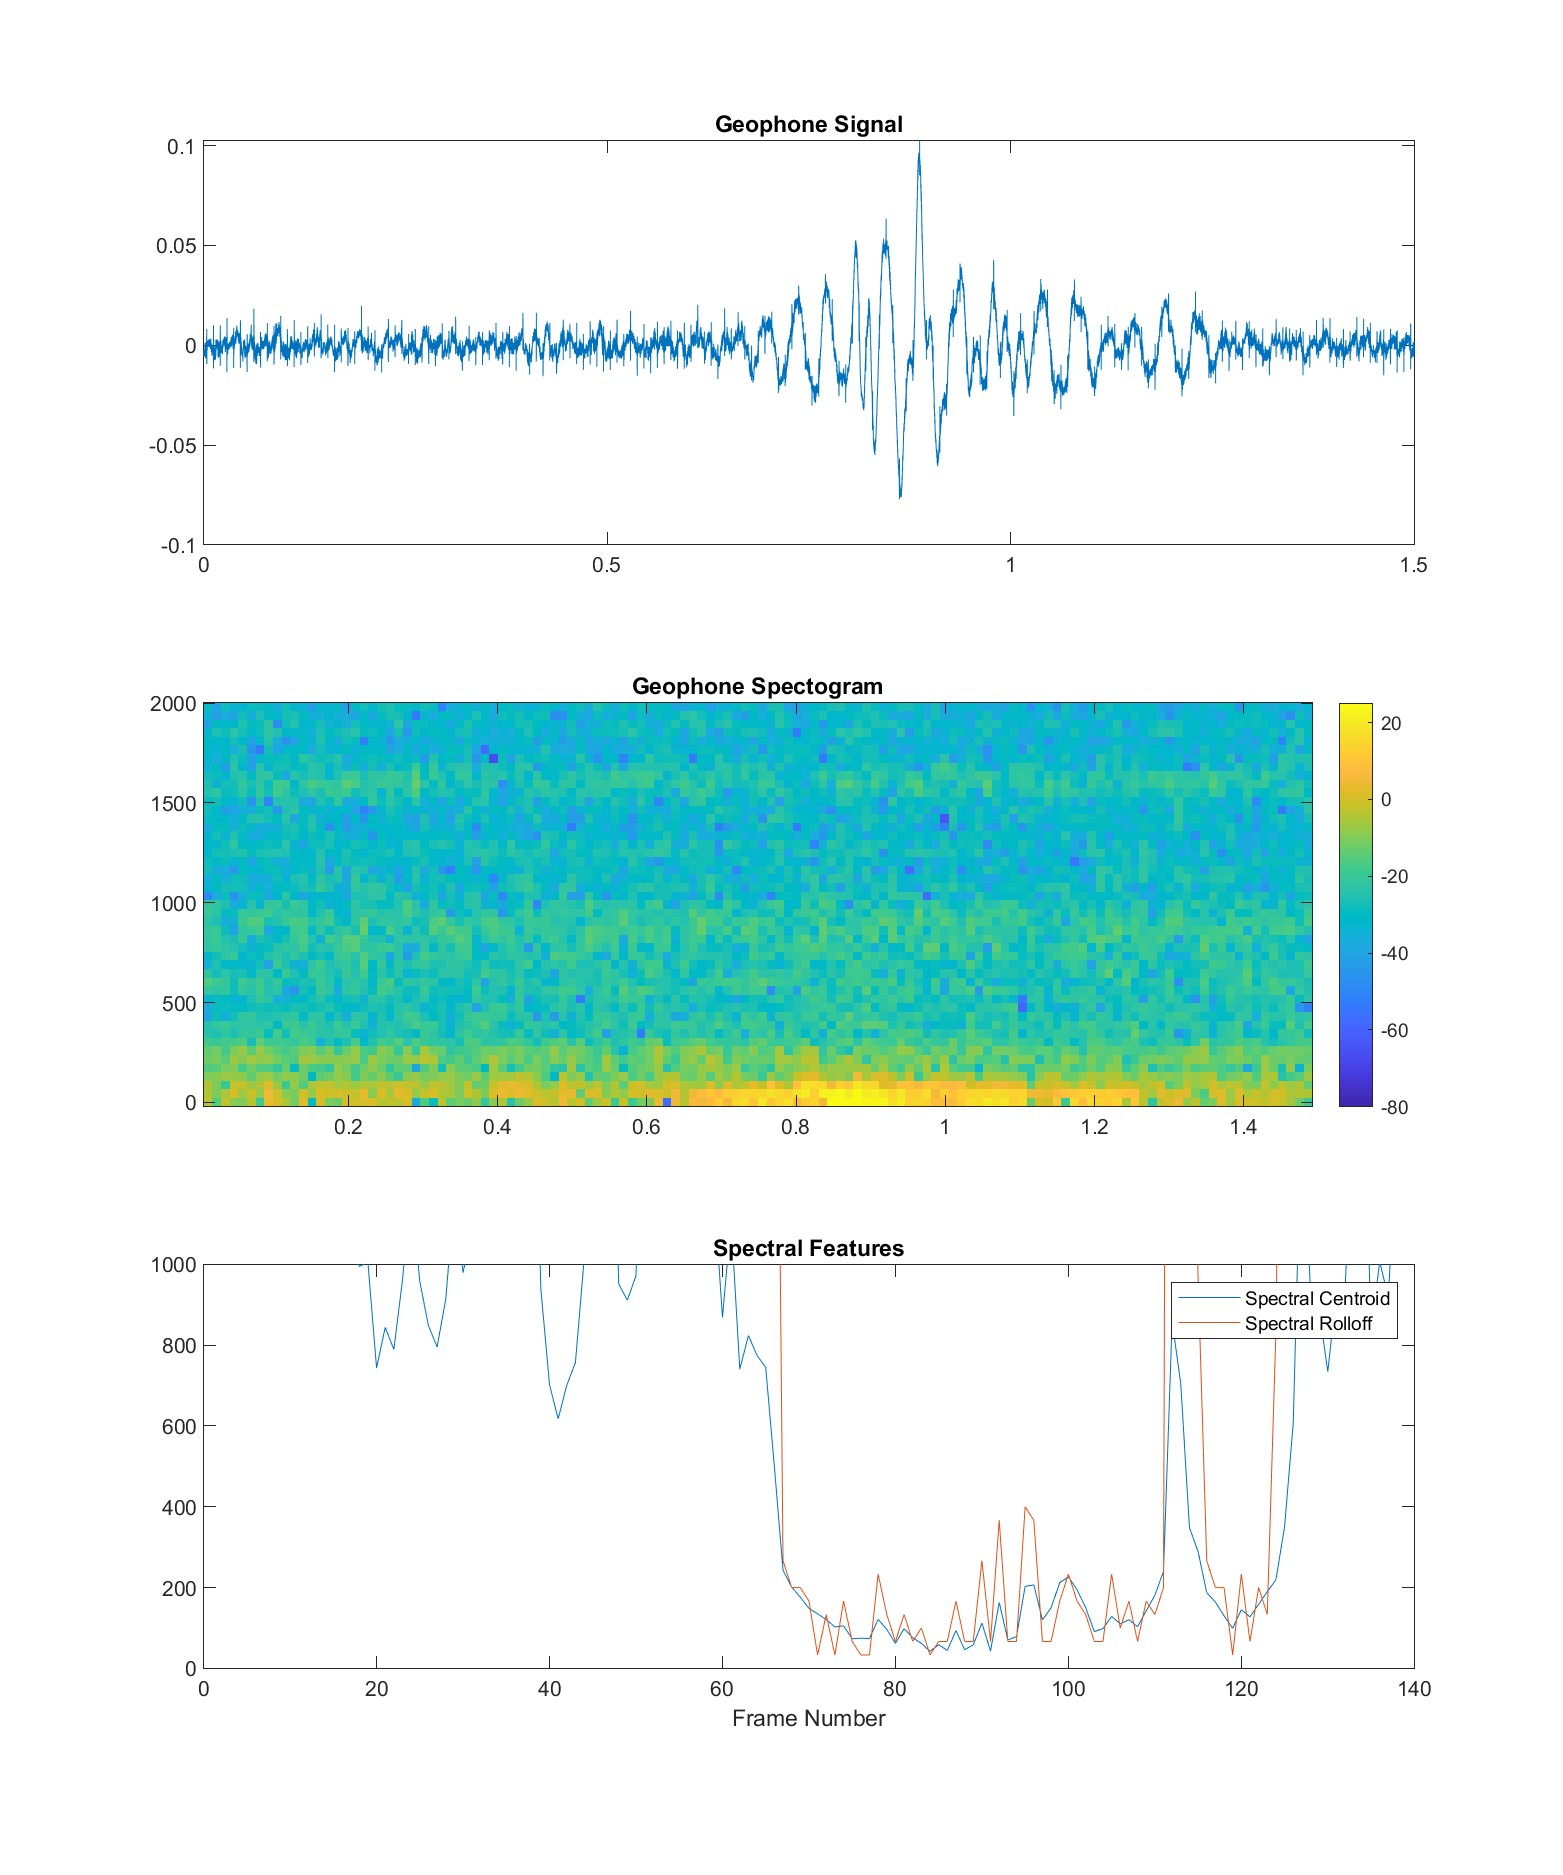 Geophone Signal
0.1
0.05
0
-0.05
-0.1
0 0.5 1 1.5
Geophone Spectogram
2000
1500
1000
500
0
0.2 0.4 0.6 0.8 1 1.2 1.4
20
0
-20
-40
-60
-80
Spectral Features
1000
800
600
400
200
0
Spectral Centroid
Spectral Rolloff
0 20 40 60 80 100 120 140
Frame Number